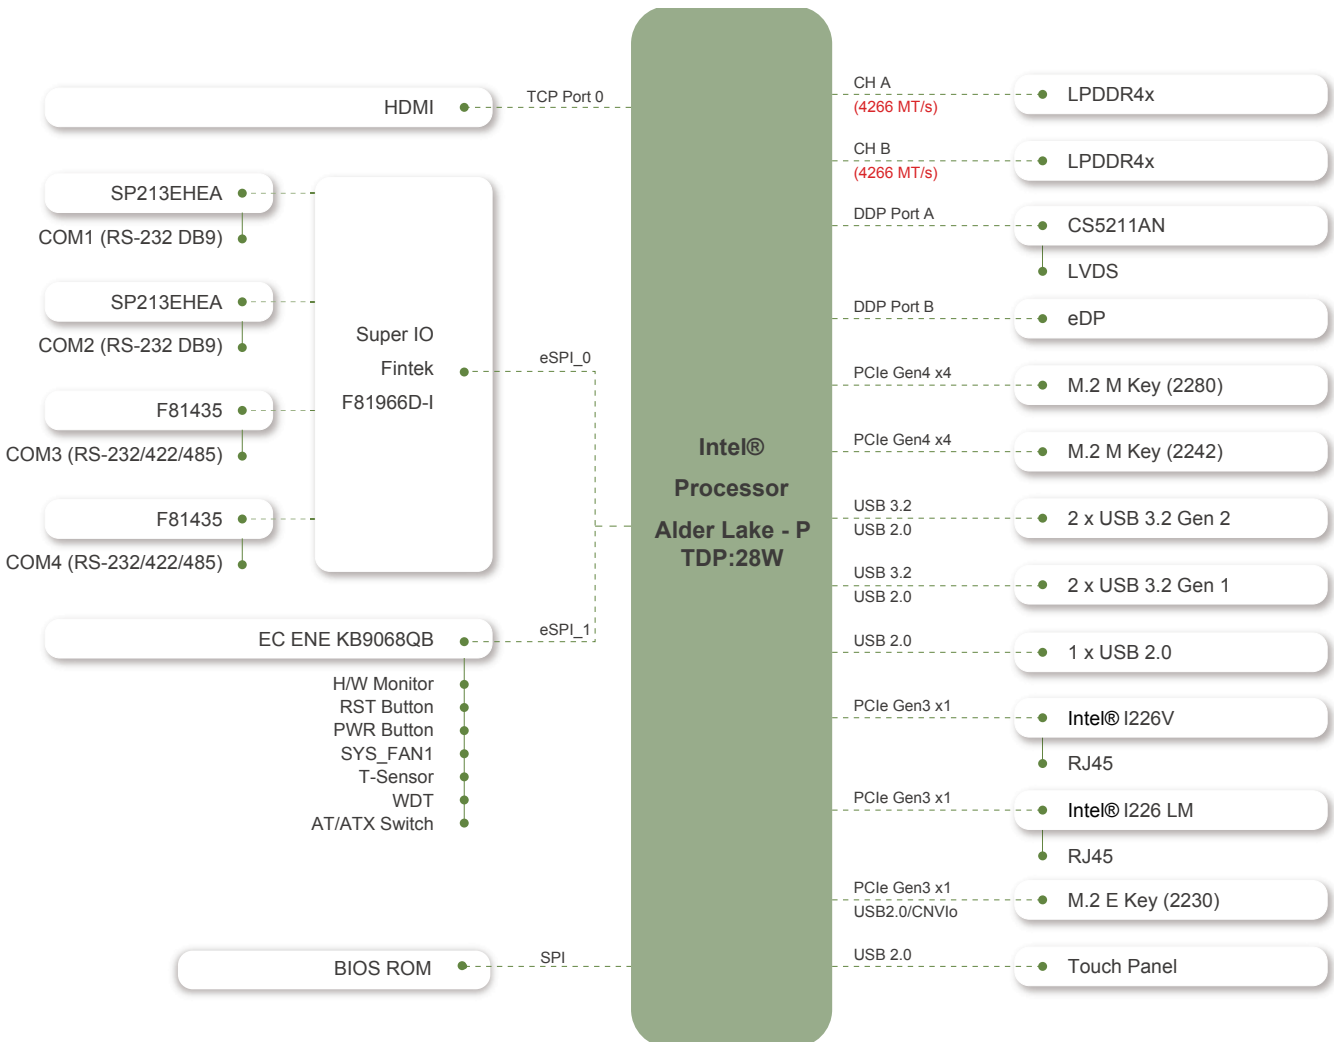 HDMI
TCP Port 0
SP213EHEA
COM1 (RS-232 DB9)
SP213EHEA
COM2 (RS-232 DB9)
F81435
COM3 (RS-232/422/485)
F81435
COM4 (RS-232/422/485)
Super IO
Fintek
F81966D-I
eSPI_0
EC ENE KB9068QB
eSPI_1
H/W Monitor
RST Button
PWR Button
SYS_FAN1
T-Sensor
WDT
AT/ATX Switch
BIOS ROM
SPI
Intel®
Processor
Alder Lake - P
TDP:28W
CH A
(4266 MT/s)
LPDDR4x
CH B
(4266 MT/s)
LPDDR4x
DDP Port A
CS5211AN
LVDS
DDP Port B
eDP
PCIe Gen4 x4
M.2 M Key (2280)
PCIe Gen4 x4
M.2 M Key (2242)
USB 3.2
USB 2.0
2 x USB 3.2 Gen 2
USB 3.2
USB 2.0
2 x USB 3.2 Gen 1
USB 2.0
1 x USB 2.0
PCIe Gen3 x1
Intel® I226V
RJ45
PCIe Gen3 x1
Intel® I226 LM
RJ45
PCIe Gen3 x1
USB2.0/CNVIo
M.2 E Key (2230)
USB 2.0
Touch Panel